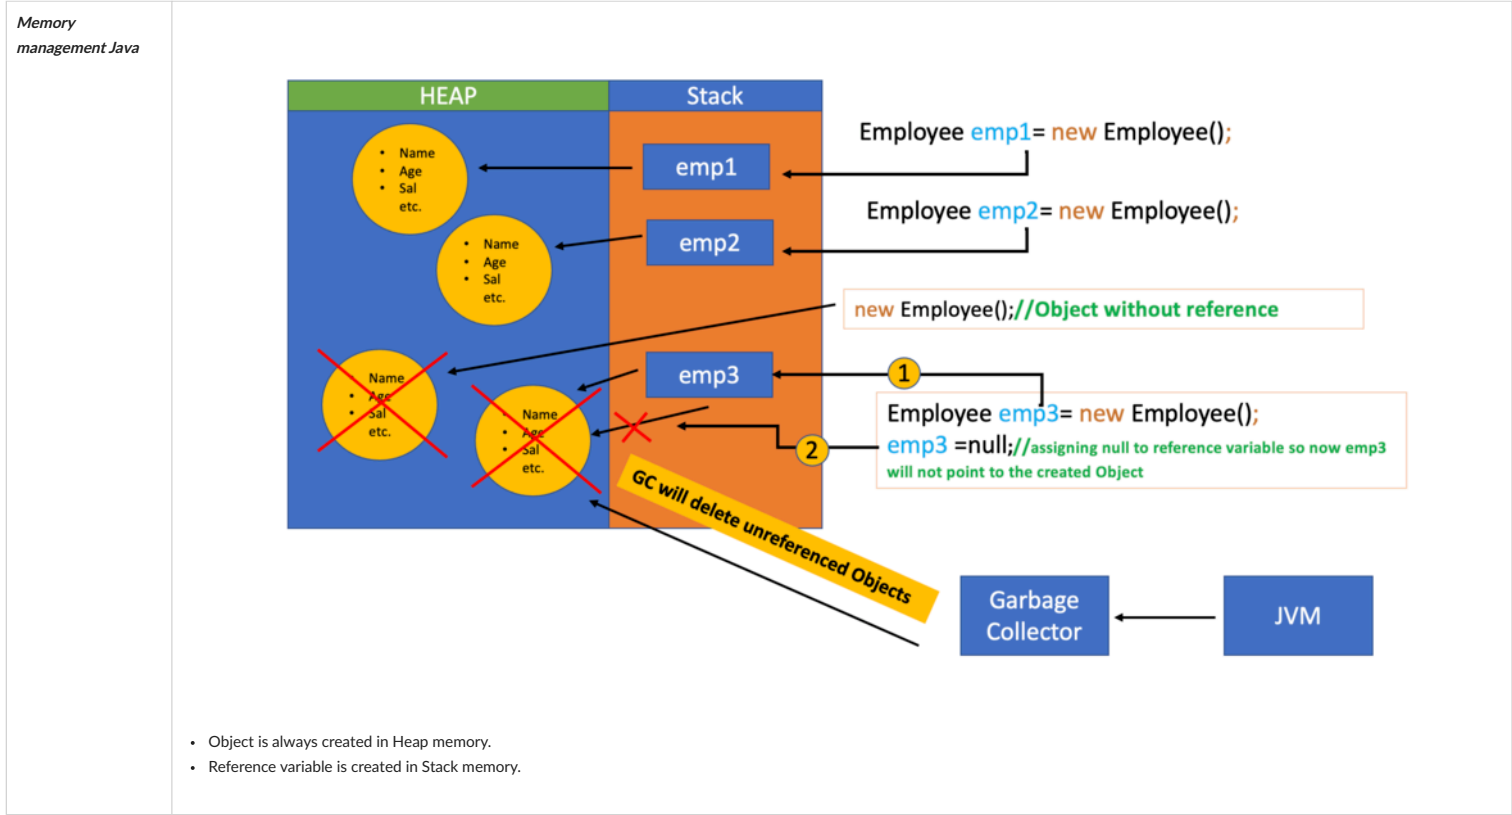 Memory
management Java
HEAP
Stack
Employee emp1= new Employee();
• Name
• Age
• Sal
etc.
emp1
Employee emp2= new Employee();
• Name
• Age
• Sal
etc.
emp2
new Employee();//Object without reference
Name
• Age
• Sal
etc.
emp3
1
Employee emp3= new Employee();
emp3 =null;//assigning null to reference variable so now emp3
will not point to the created Object
• Name
• Age
• Sal
etc.
2
GC will delete unreferenced Objects
Garbage
Collector
JVM
• Object is always created in Heap memory.
• Reference variable is created in Stack memory.